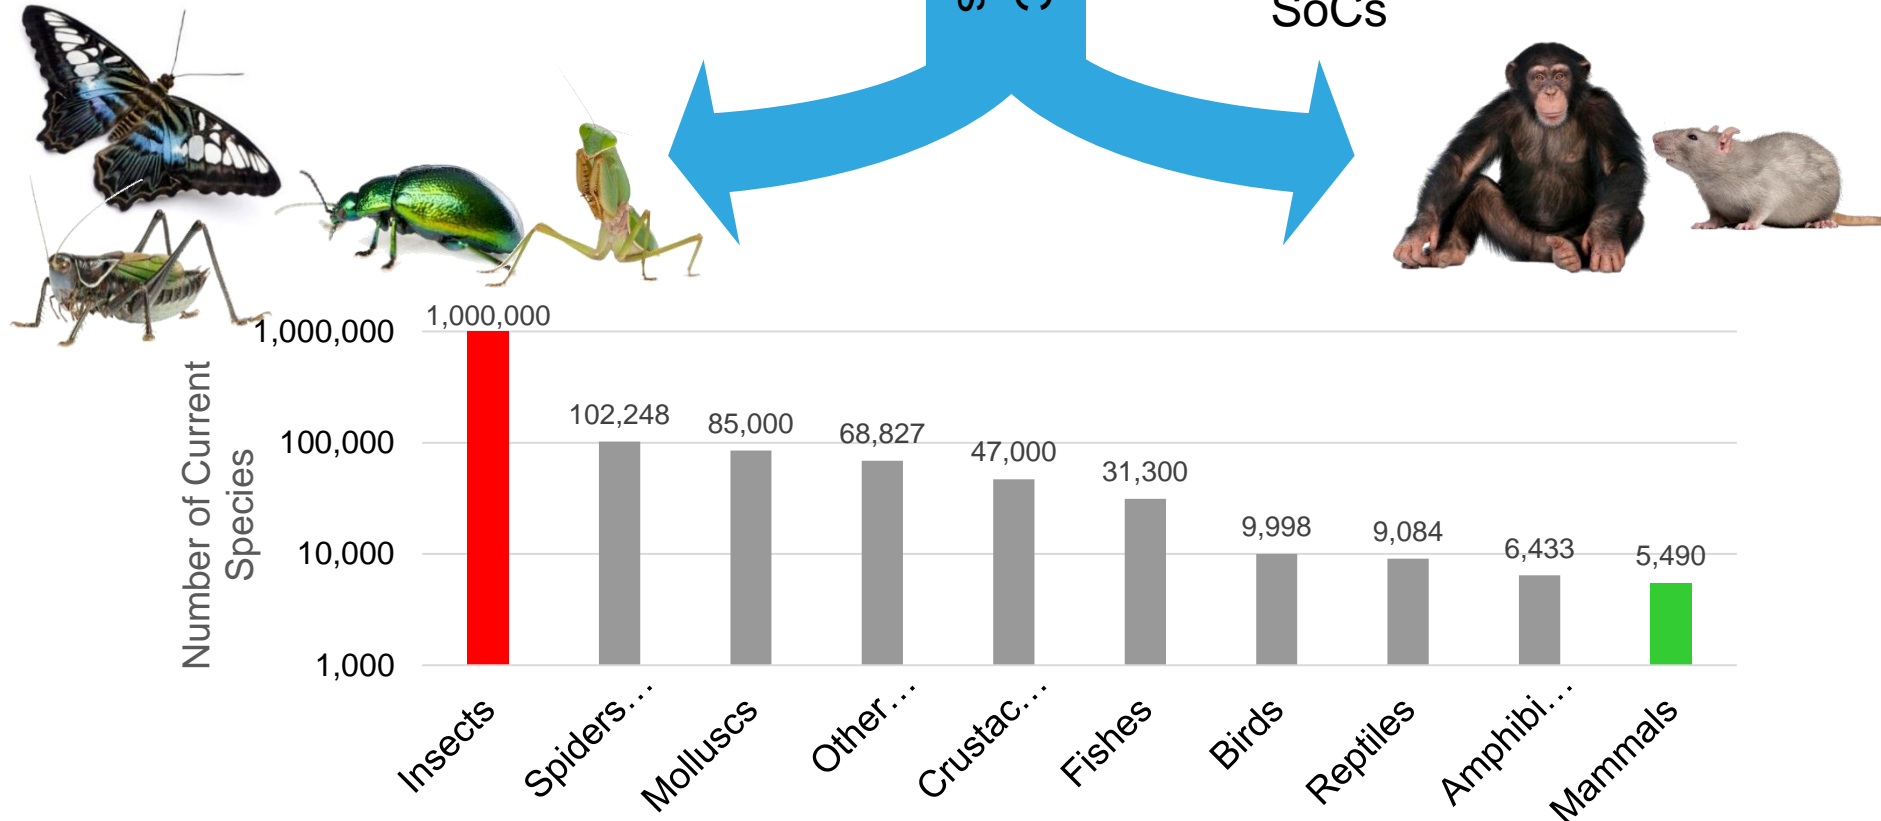 SoCs
1,000,000
1,000,000
102,248
85,000
68,827
47,000
31,300
9,998
9,084
6,433
5,490
100,000
10,000
1,000
Number of Current
Species
Insects
Spiders…
Molluscs
Other…
Crustac…
Fishes
Birds
Reptiles
Amphibi…
Mammals